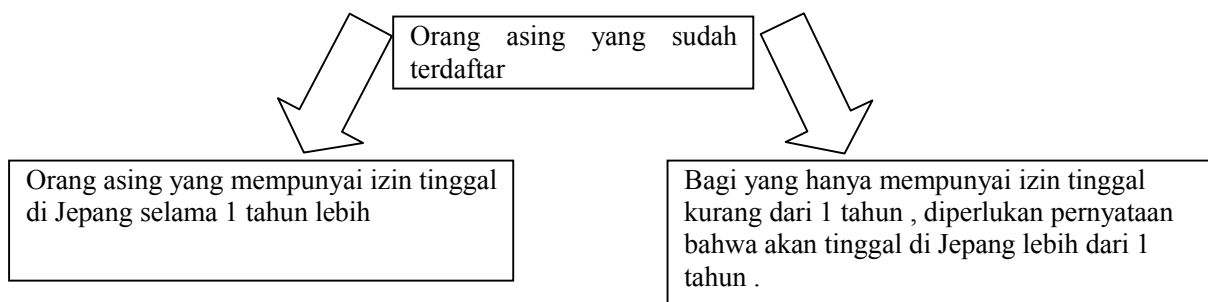 Orang asing yang sudah
terdaftar
Orang asing yang mempunyai izin tinggal
di Jepang selama 1 tahun lebih
Bagi yang hanya mempunyai izin tinggal
kurang dari 1 tahun , diperlukan pernyataan
bahwa akan tinggal di Jepang lebih dari 1
tahun .